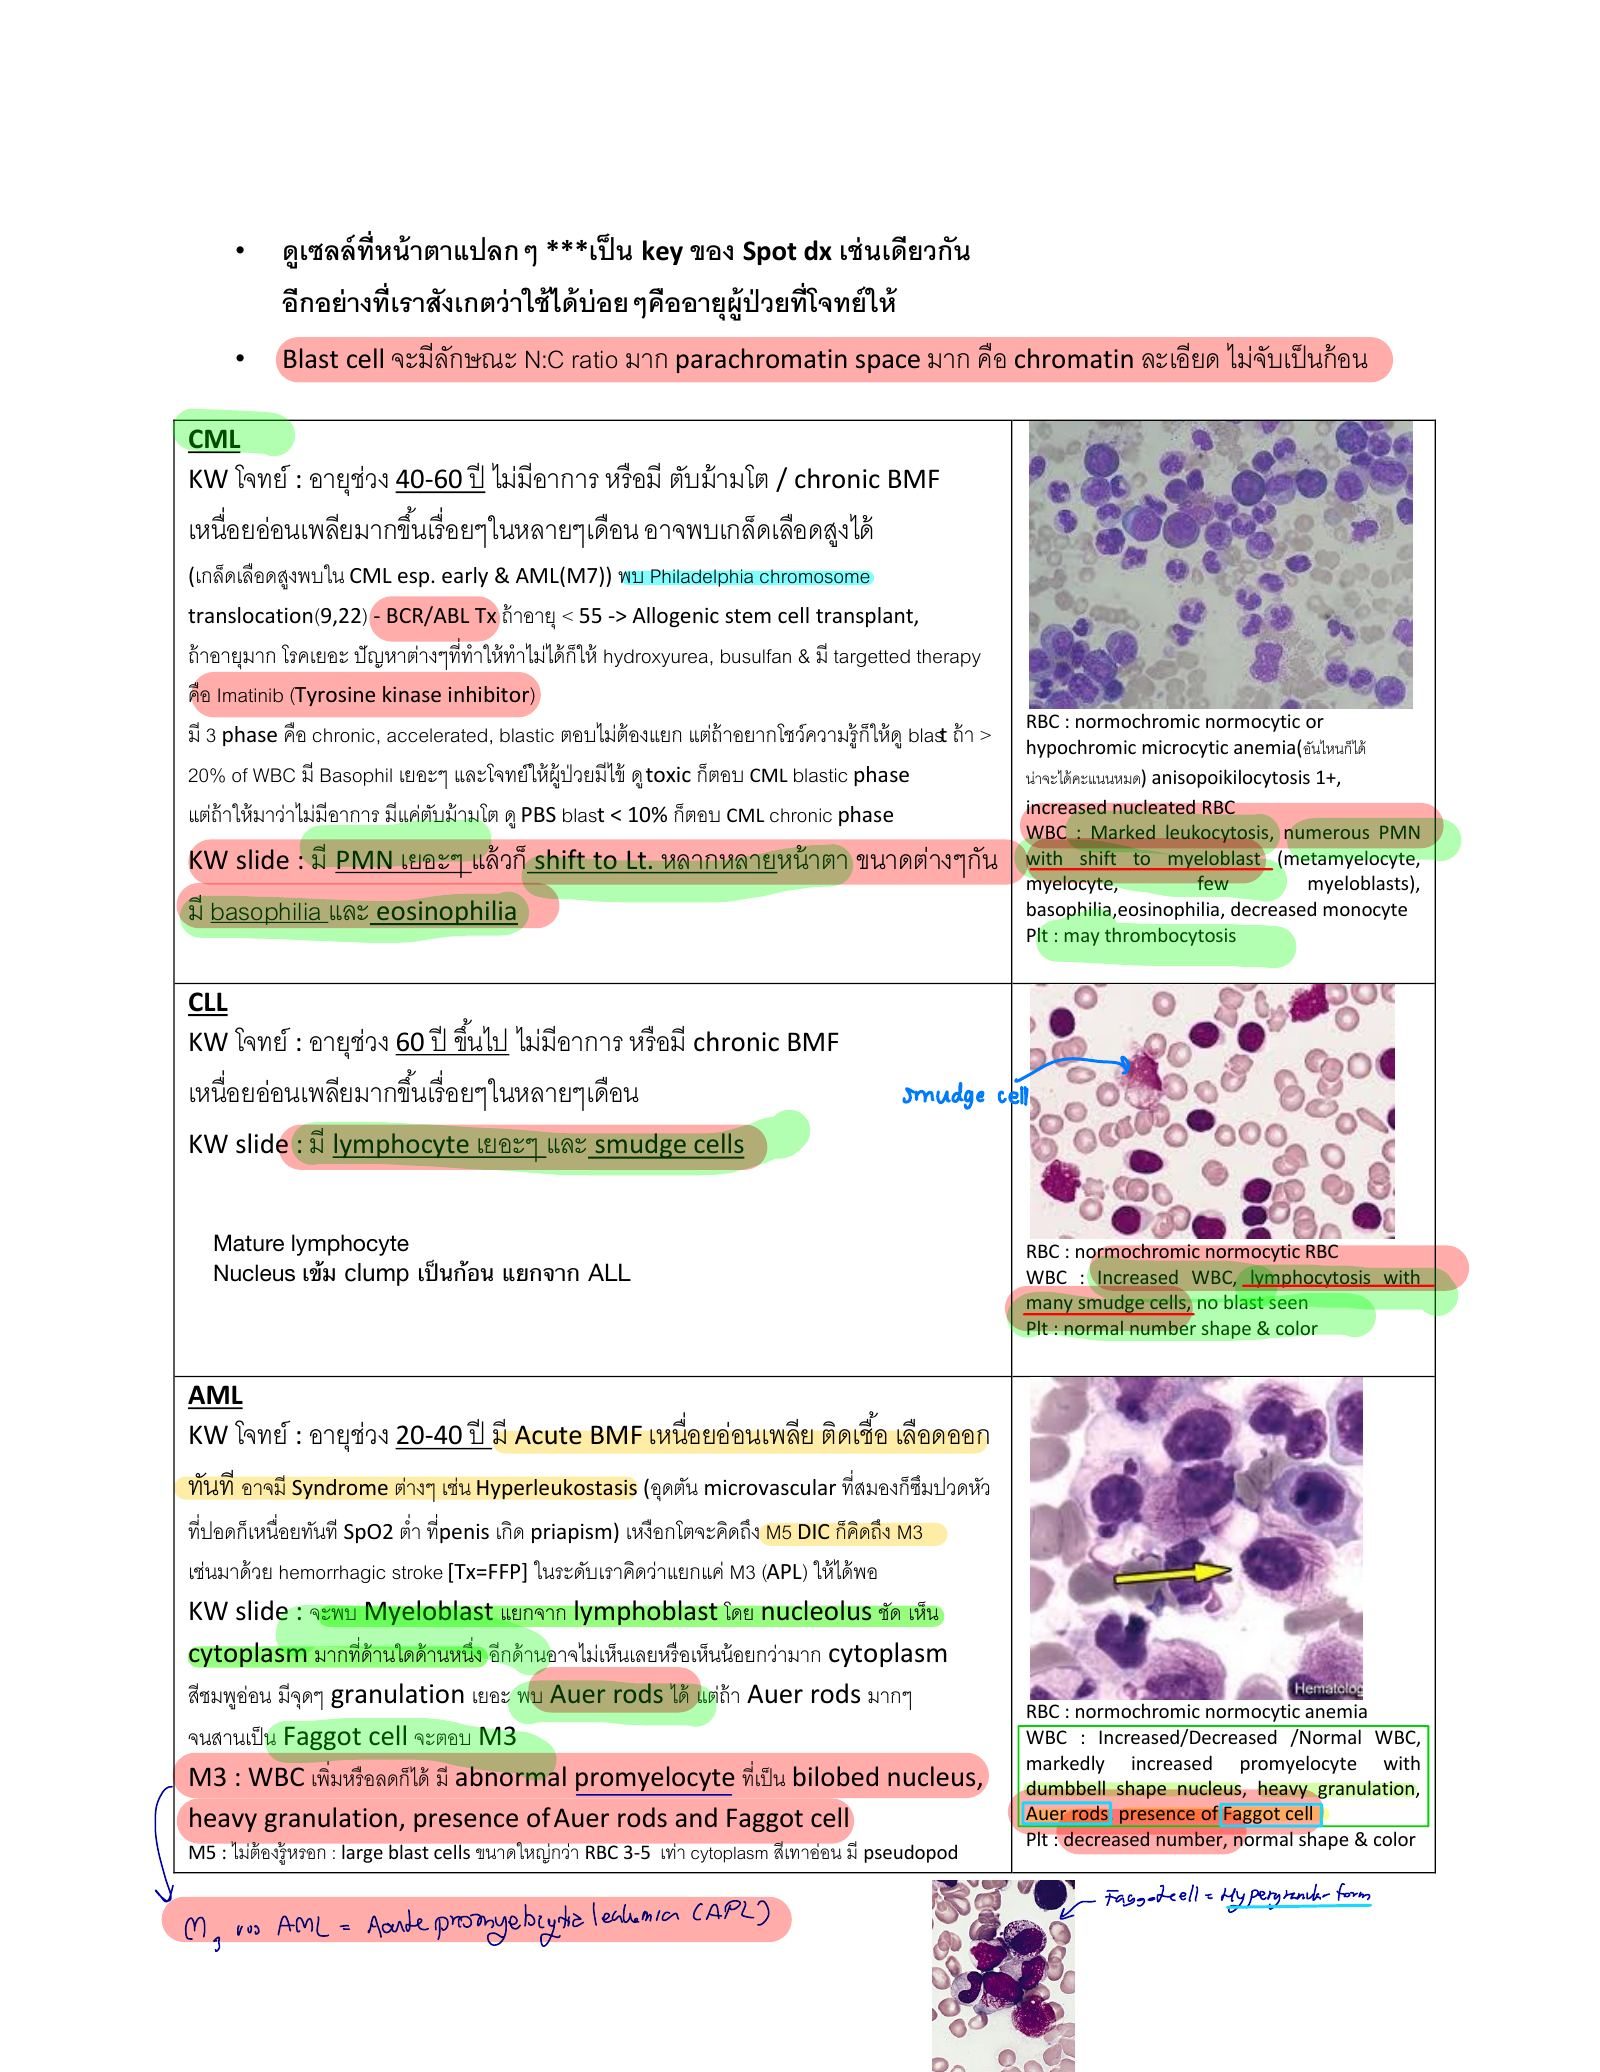 • ดูเซลล์ที่หน้าตาแปลกๆ ***เป็น key ของ Spot dx เช่นเดียวกัน
อีกอย่างที่เราสังเกตว่าใช้ได้บ่อยๆคืออายุผู้ป่วยที่โจทย์ให้
• Blast cell จะมีลักษณะ N:C ratio มาก parachromatin space มาก คือ chromatin ละเอียด ไม่จับเป็นก้อน
CML
KW โจทย์ : อายุช่วง 40-60 ปี ไม่มีอาการ หรือมี ตับม้ามโต / chronic BMF
เหนื่อยอ่อนเพลียมากขึ้นเรื่อยๆในหลายๆเดือน อาจพบเกล็ดเลือดสูงได้
(เกล็ดเลือดสูงพบใน CML esp. early & AML(M7)) พบ Philadelphia chromosome
translocation(9,22) - BCR/ABL Tx ถ้าอายุ < 55 -> Allogenic stem cell transplant,
ถ้าอายุมาก โรคเยอะ ปัญหาต่างๆที่ทำให้ทำไม่ได้ก็ให้ hydroxyurea, busulfan & มี targetted therapy
คือ Imatinib (Tyrosine kinase inhibitor)
มี 3 phase คือ chronic, accelerated, blastic ตอบไม่ต้องแยก แต่ถ้าอยากโชว์ความรู้ก็ให้ดู blast ถ้า >
20% of WBC มี Basophil เยอะๆ และโจทย์ให้ผู้ป่วยมีไข้ ดู toxic ก็ตอบ CML blastic phase
แต่ถ้าให้มาว่าไม่มีอาการ มีแค่ตับม้ามโต ดู PBS blast < 10% ก็ตอบ CML chronic phase
KW slide : มี PMN เยอะๆ แล้วก็ shift to Lt. หลากหลายหน้าตา ขนาดต่างๆกัน
มี basophilia และ eosinophilia
RBC : normochromic normocytic or
hypochromic microcytic anemia(อันไหนก็ได้
น่าจะได้คะแนนหมด) anisopoikilocytosis 1+,
increased nucleated RBC
WBC : Marked leukocytosis, numerous PMN
with shift to myeloblast (metamyelocyte,
myelocyte, few myeloblasts),
basophilia,eosinophilia, decreased monocyte
Plt : may thrombocytosis
CLL
KW โจทย์ : อายุช่วง 60 ปี ขึ้นไป ไม่มีอาการ หรือมี chronic BMF
เหนื่อยอ่อนเพลียมากขึ้นเรื่อยๆในหลายๆเดือน
KW slide : มี lymphocyte เยอะๆ และ smudge cells
Mature lymphocyte
Nucleus เข้ม clump เป็นก้อน แยกจาก ALL
smudge cell
RBC : normochromic normocytic RBC
WBC : Increased WBC, lymphocytosis with
many smudge cells, no blast seen
Plt : normal number shape & color
AML
KW โจทย์ : อายุช่วง 20-40 ปี มี Acute BMF เหนื่อยอ่อนเพลีย ติดเชื้อ เลือดออก
ทันที อาจมี Syndrome ต่างๆ เช่น Hyperleukostasis (อุดตัน microvascular ที่สมองก็ซึมปวดหัว
ที่ปอดก็เหนื่อยทันที SpO2 ต่ำ ที่penis เกิด priapism) เหงือกโตจะคิดถึง M5 DIC ก็คิดถึง M3
เช่นมาด้วย hemorrhagic stroke [Tx=FFP] ในระดับเราคิดว่าแยกแค่ M3 (APL) ให้ได้พอ
KW slide : จะพบ Myeloblast แยกจาก lymphoblast โดย nucleolus ชัด เห็น
cytoplasm มากที่ด้านใดด้านหนึ่ง อีกด้านอาจไม่เห็นเลยหรือเห็นน้อยกว่ามาก cytoplasm
สีชมพูอ่อน มีจุดๆ granulation เยอะ พบ Auer rods ได้ แต่ถ้า Auer rods มากๆ
จนสานเป็น Faggot cell จะตอบ M3
M3 : WBC เพิ่มหรือลดก็ได้ มี abnormal promyelocyte ที่เป็น bilobed nucleus,
heavy granulation, presence of Auer rods and Faggot cell
M5 : ไม่ต้องรู้หรอก : large blast cells ขนาดใหญ่กว่า RBC 3-5 เท่า cytoplasm สีเทาอ่อน มี pseudopod
Hematolog
RBC : normochromic normocytic anemia
WBC : Increased/Decreased /Normal WBC,
markedly increased promyelocyte with
dumbbell shape nucleus, heavy granulation,
Auer rods presence of Faggot cell
Plt : decreased number, normal shape & color
M3 ของ AML = Acute promyelocytic leukemia (APL)
Faggot cell = Hypergranular form